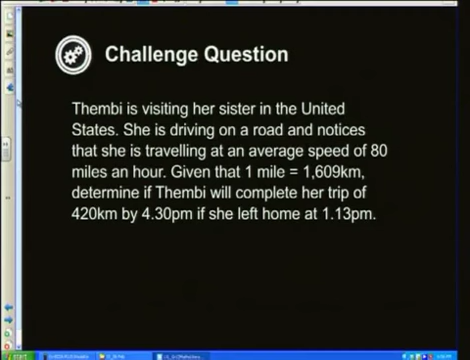 Challenge Question
Thembi is visiting her sister in the United
States. She is driving on a road and notices
that she is travelling at an average speed of 80
miles an hour. Given that 1 mile = 1,609km,
determine if Thembi will complete her trip of
420km by 4.30pm if she left home at 1.13pm.
start